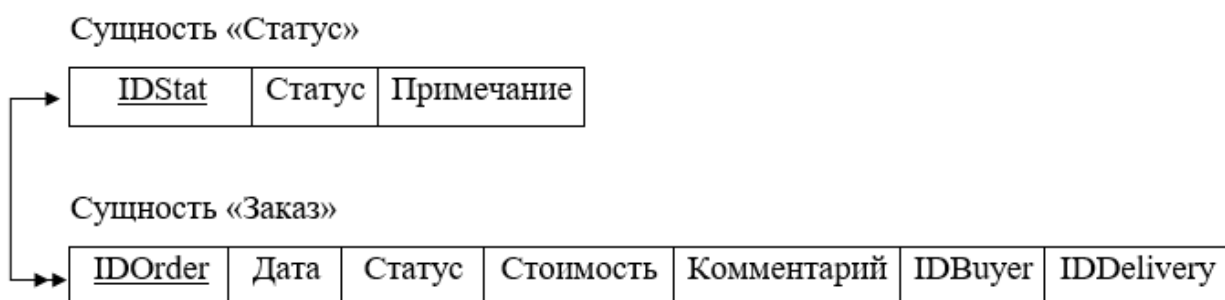 Сущность «Статус»
IDStat Статус Примечание
Сущность «Заказ»
IDOrder Дата Статус Стоимость Комментарий IDBuyer IDDelivery